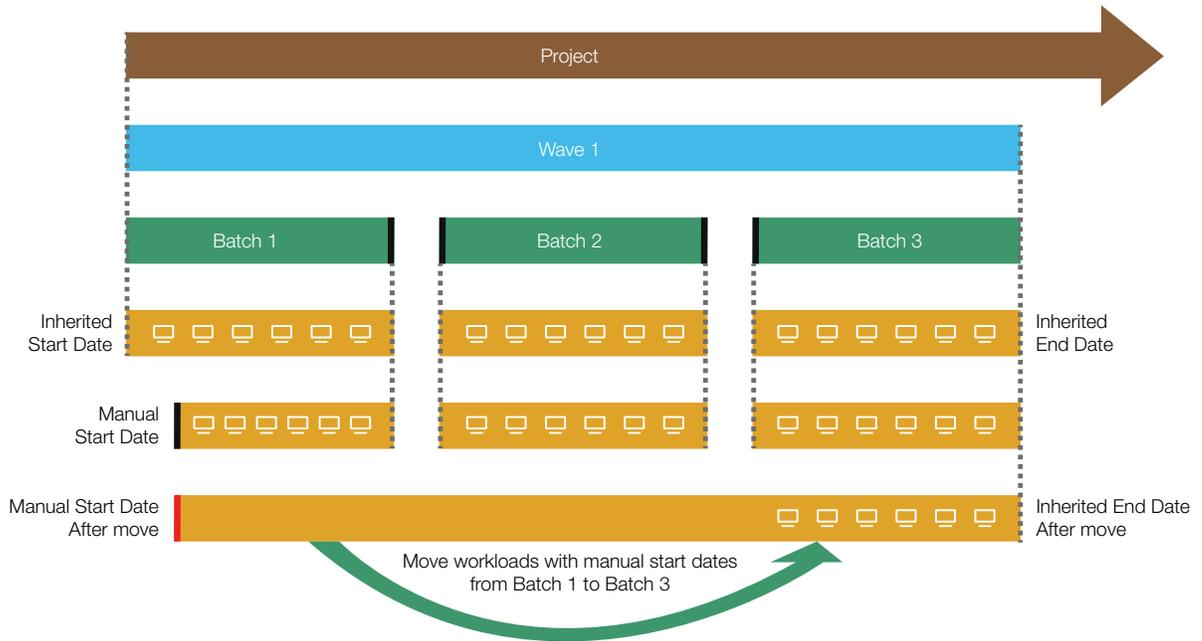 Project
Wave 1
Batch 1
Batch 2
Batch 3
Inherited
Start Date
Inherited
End Date
Manual
Start Date
Manual Start Date
After move
Inherited End Date
After move
Move workloads with manual start dates
from Batch 1 to Batch 3